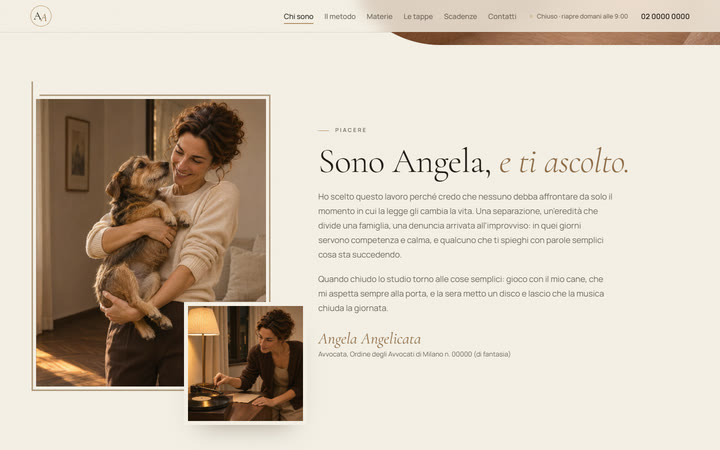 AA
Chi sono Il metodo Materie Le tappe Scadenze Contatti Chiuso · riapre domani alle 9:00 02 0000 0000
PIACERE
Sono Angela, e ti ascolto.
Ho scelto questo lavoro perché credo che nessuno debba affrontare da solo il
momento in cui la legge gli cambia la vita. Una separazione, un'eredità che
divide una famiglia, una denuncia arrivata all'improvviso: in quei giorni
servono competenza e calma, e qualcuno che ti spieghi con parole semplici
cosa sta succedendo.
Quando chiudo lo studio torno alle cose semplici: gioco con il mio cane, che
mi aspetta sempre alla porta, e la sera metto un disco e lascio che la musica
chiuda la giornata.
Angela Angelicata
Avvocata, Ordine degli Avvocati di Milano n. 00000 (di fantasia)